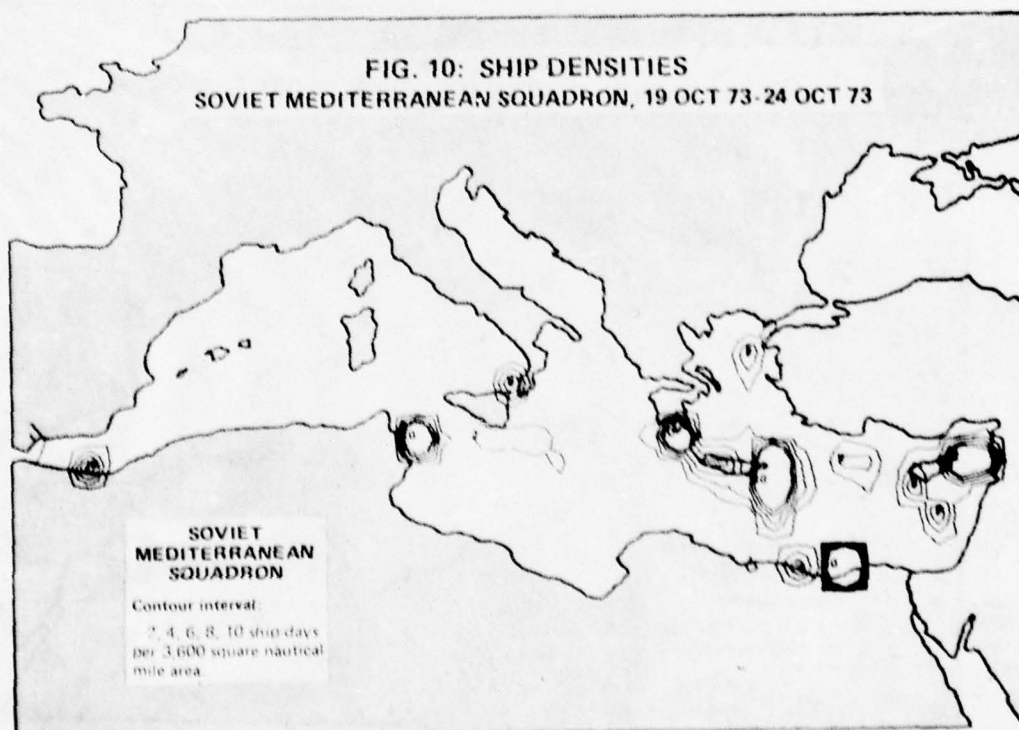 FIG. 10: SHIP DENSITIES
SOVIET MEDITERRANEAN SQUADRON, 19 OCT 73-24 OCT 73
SOVIET
MEDITERRANEAN
SQUADRON
Contour interval:
2, 4, 6, 8, 10 ship days
per 3,600 square nautical
mile area.